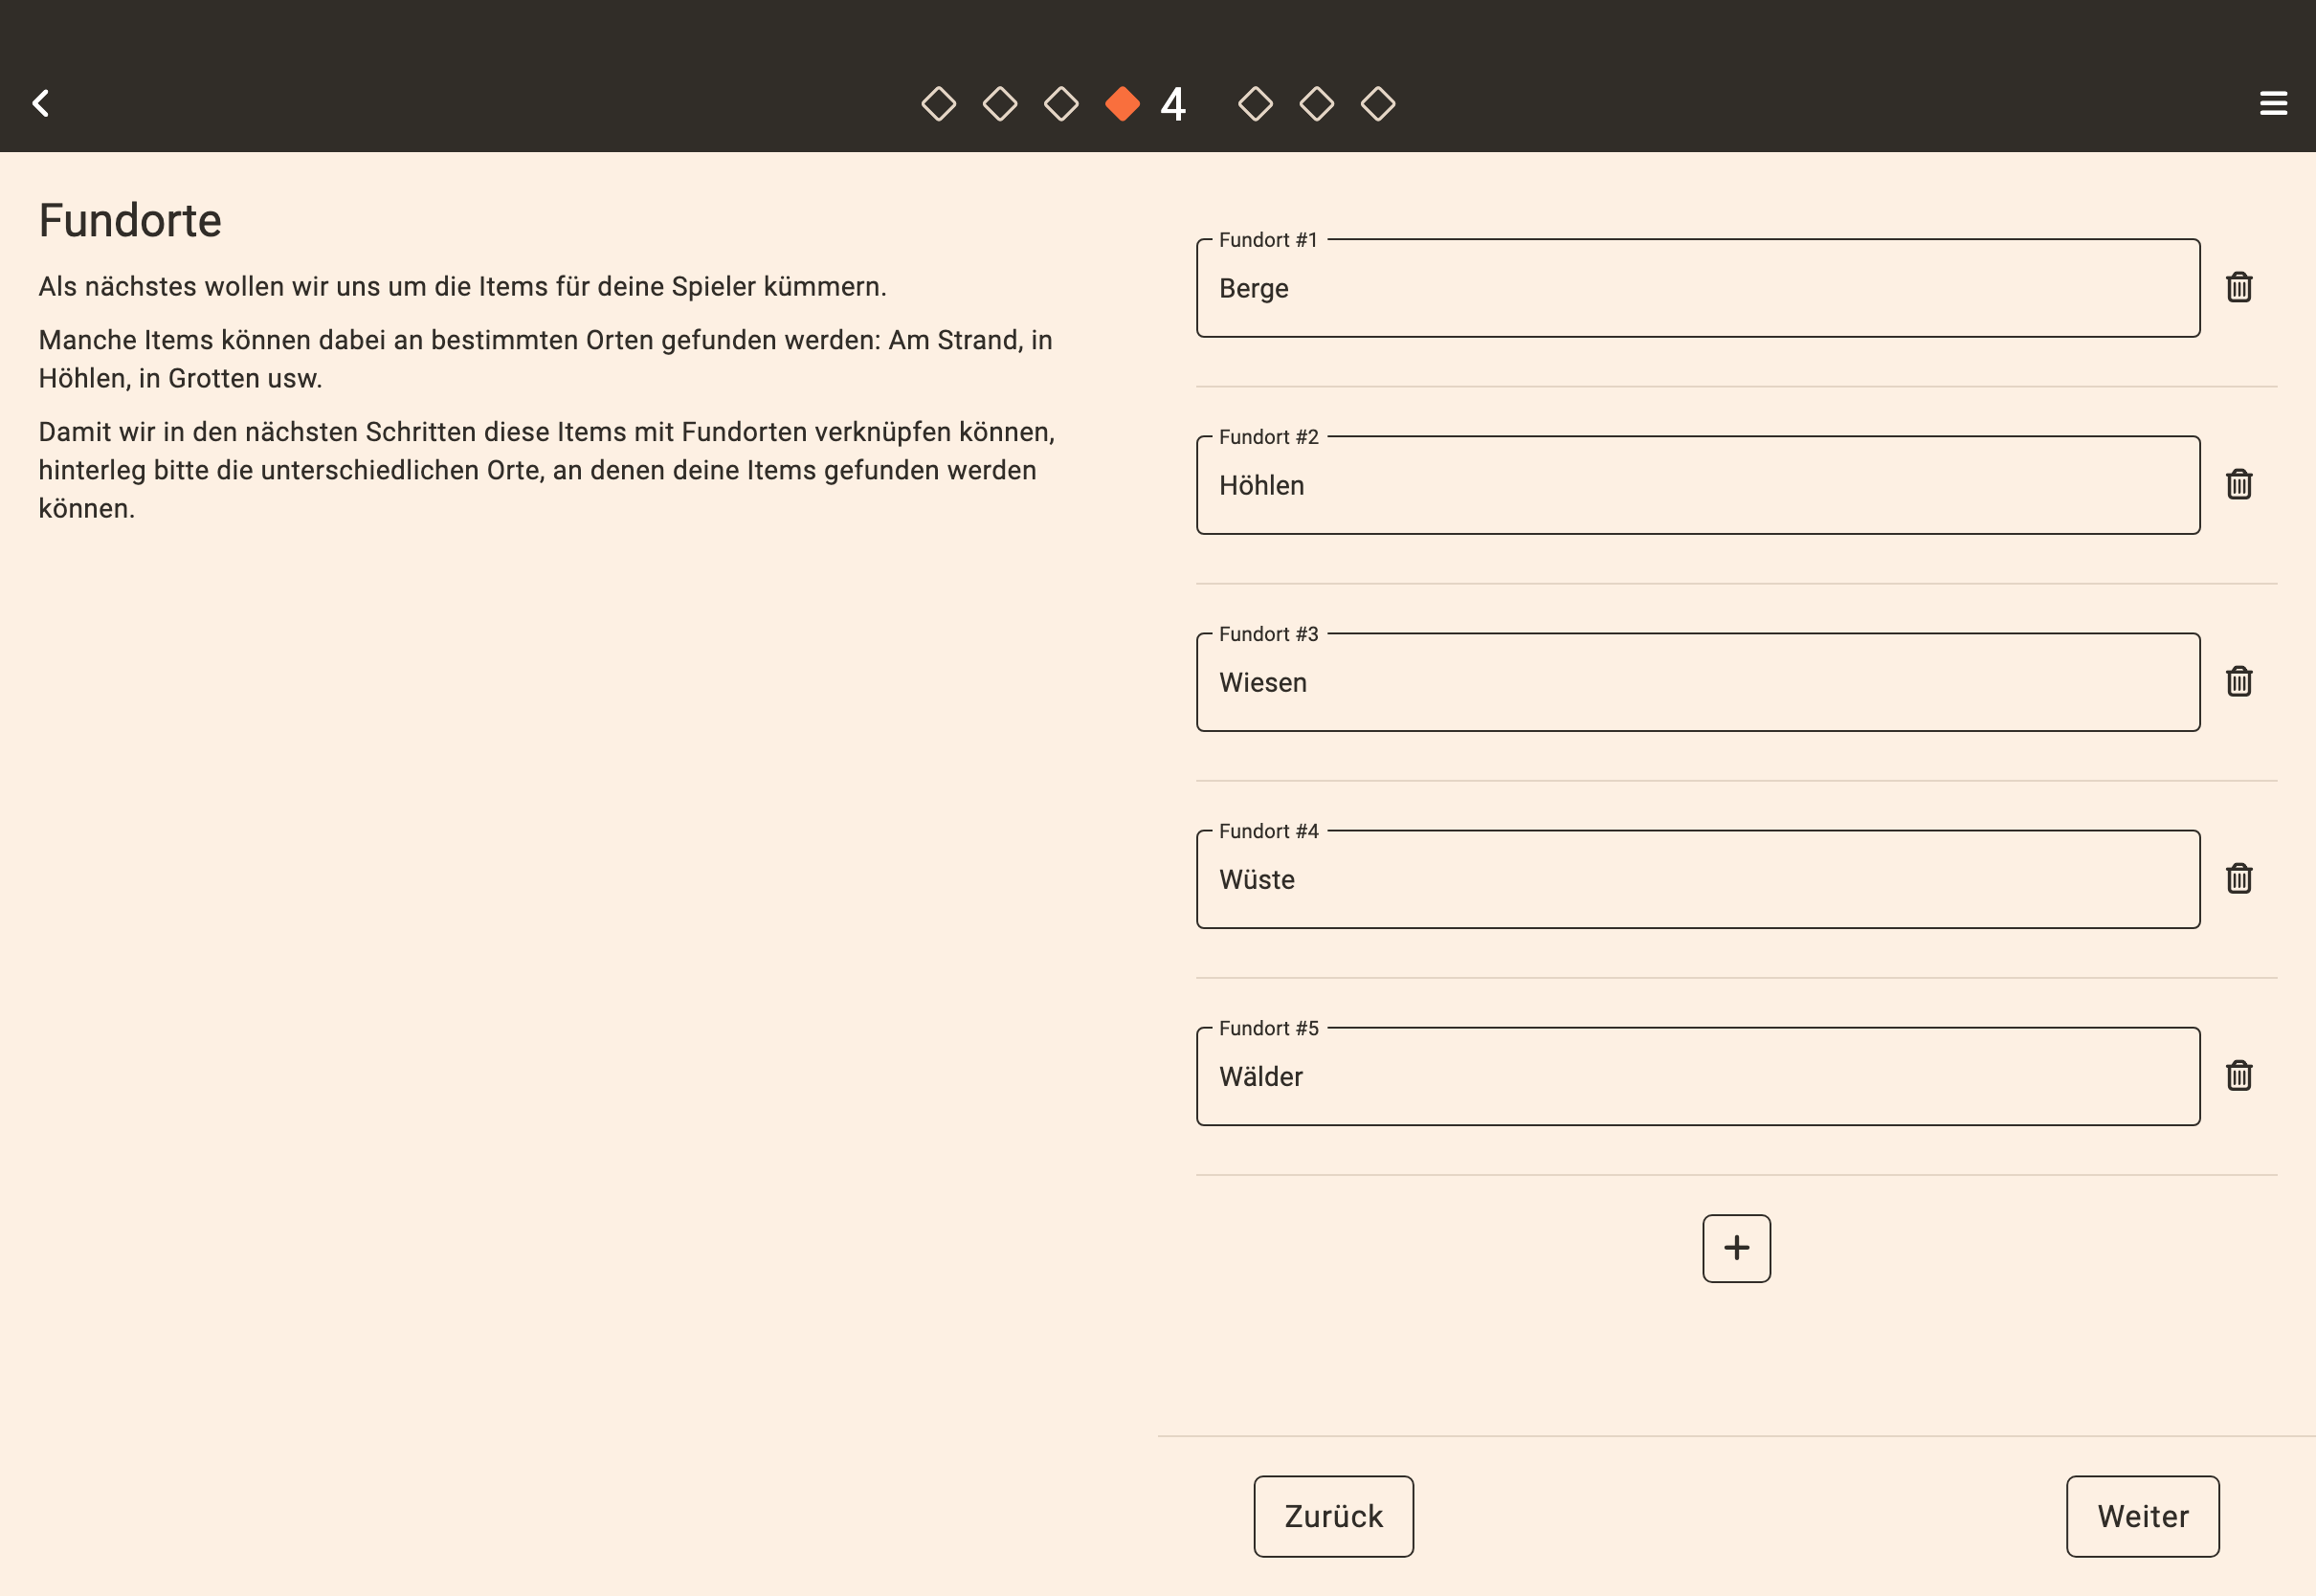 4
Fundorte
Als nächstes wollen wir uns um die Items für deine Spieler kümmern.
Manche Items können dabei an bestimmten Orten gefunden werden: Am Strand, in
Höhlen, in Grotten usw.
Damit wir in den nächsten Schritten diese Items mit Fundorten verknüpfen können,
hinterleg bitte die unterschiedlichen Orte, an denen deine Items gefunden werden
können.
Fundort #1
Berge
Fundort #2
Höhlen
Fundort #3
Wiesen
Fundort #4
Wüste
Fundort #5
Wälder
Zurück
Weiter